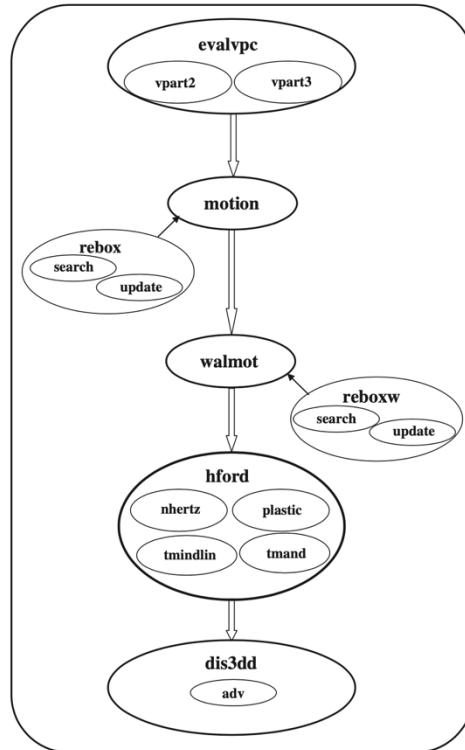 evalvpc
vpart2 vpart3
motion
rebox
search
update
walmot
reboxw
search
update
hford
nhertz plastic
tmindlin tmand
dis3dd
adv